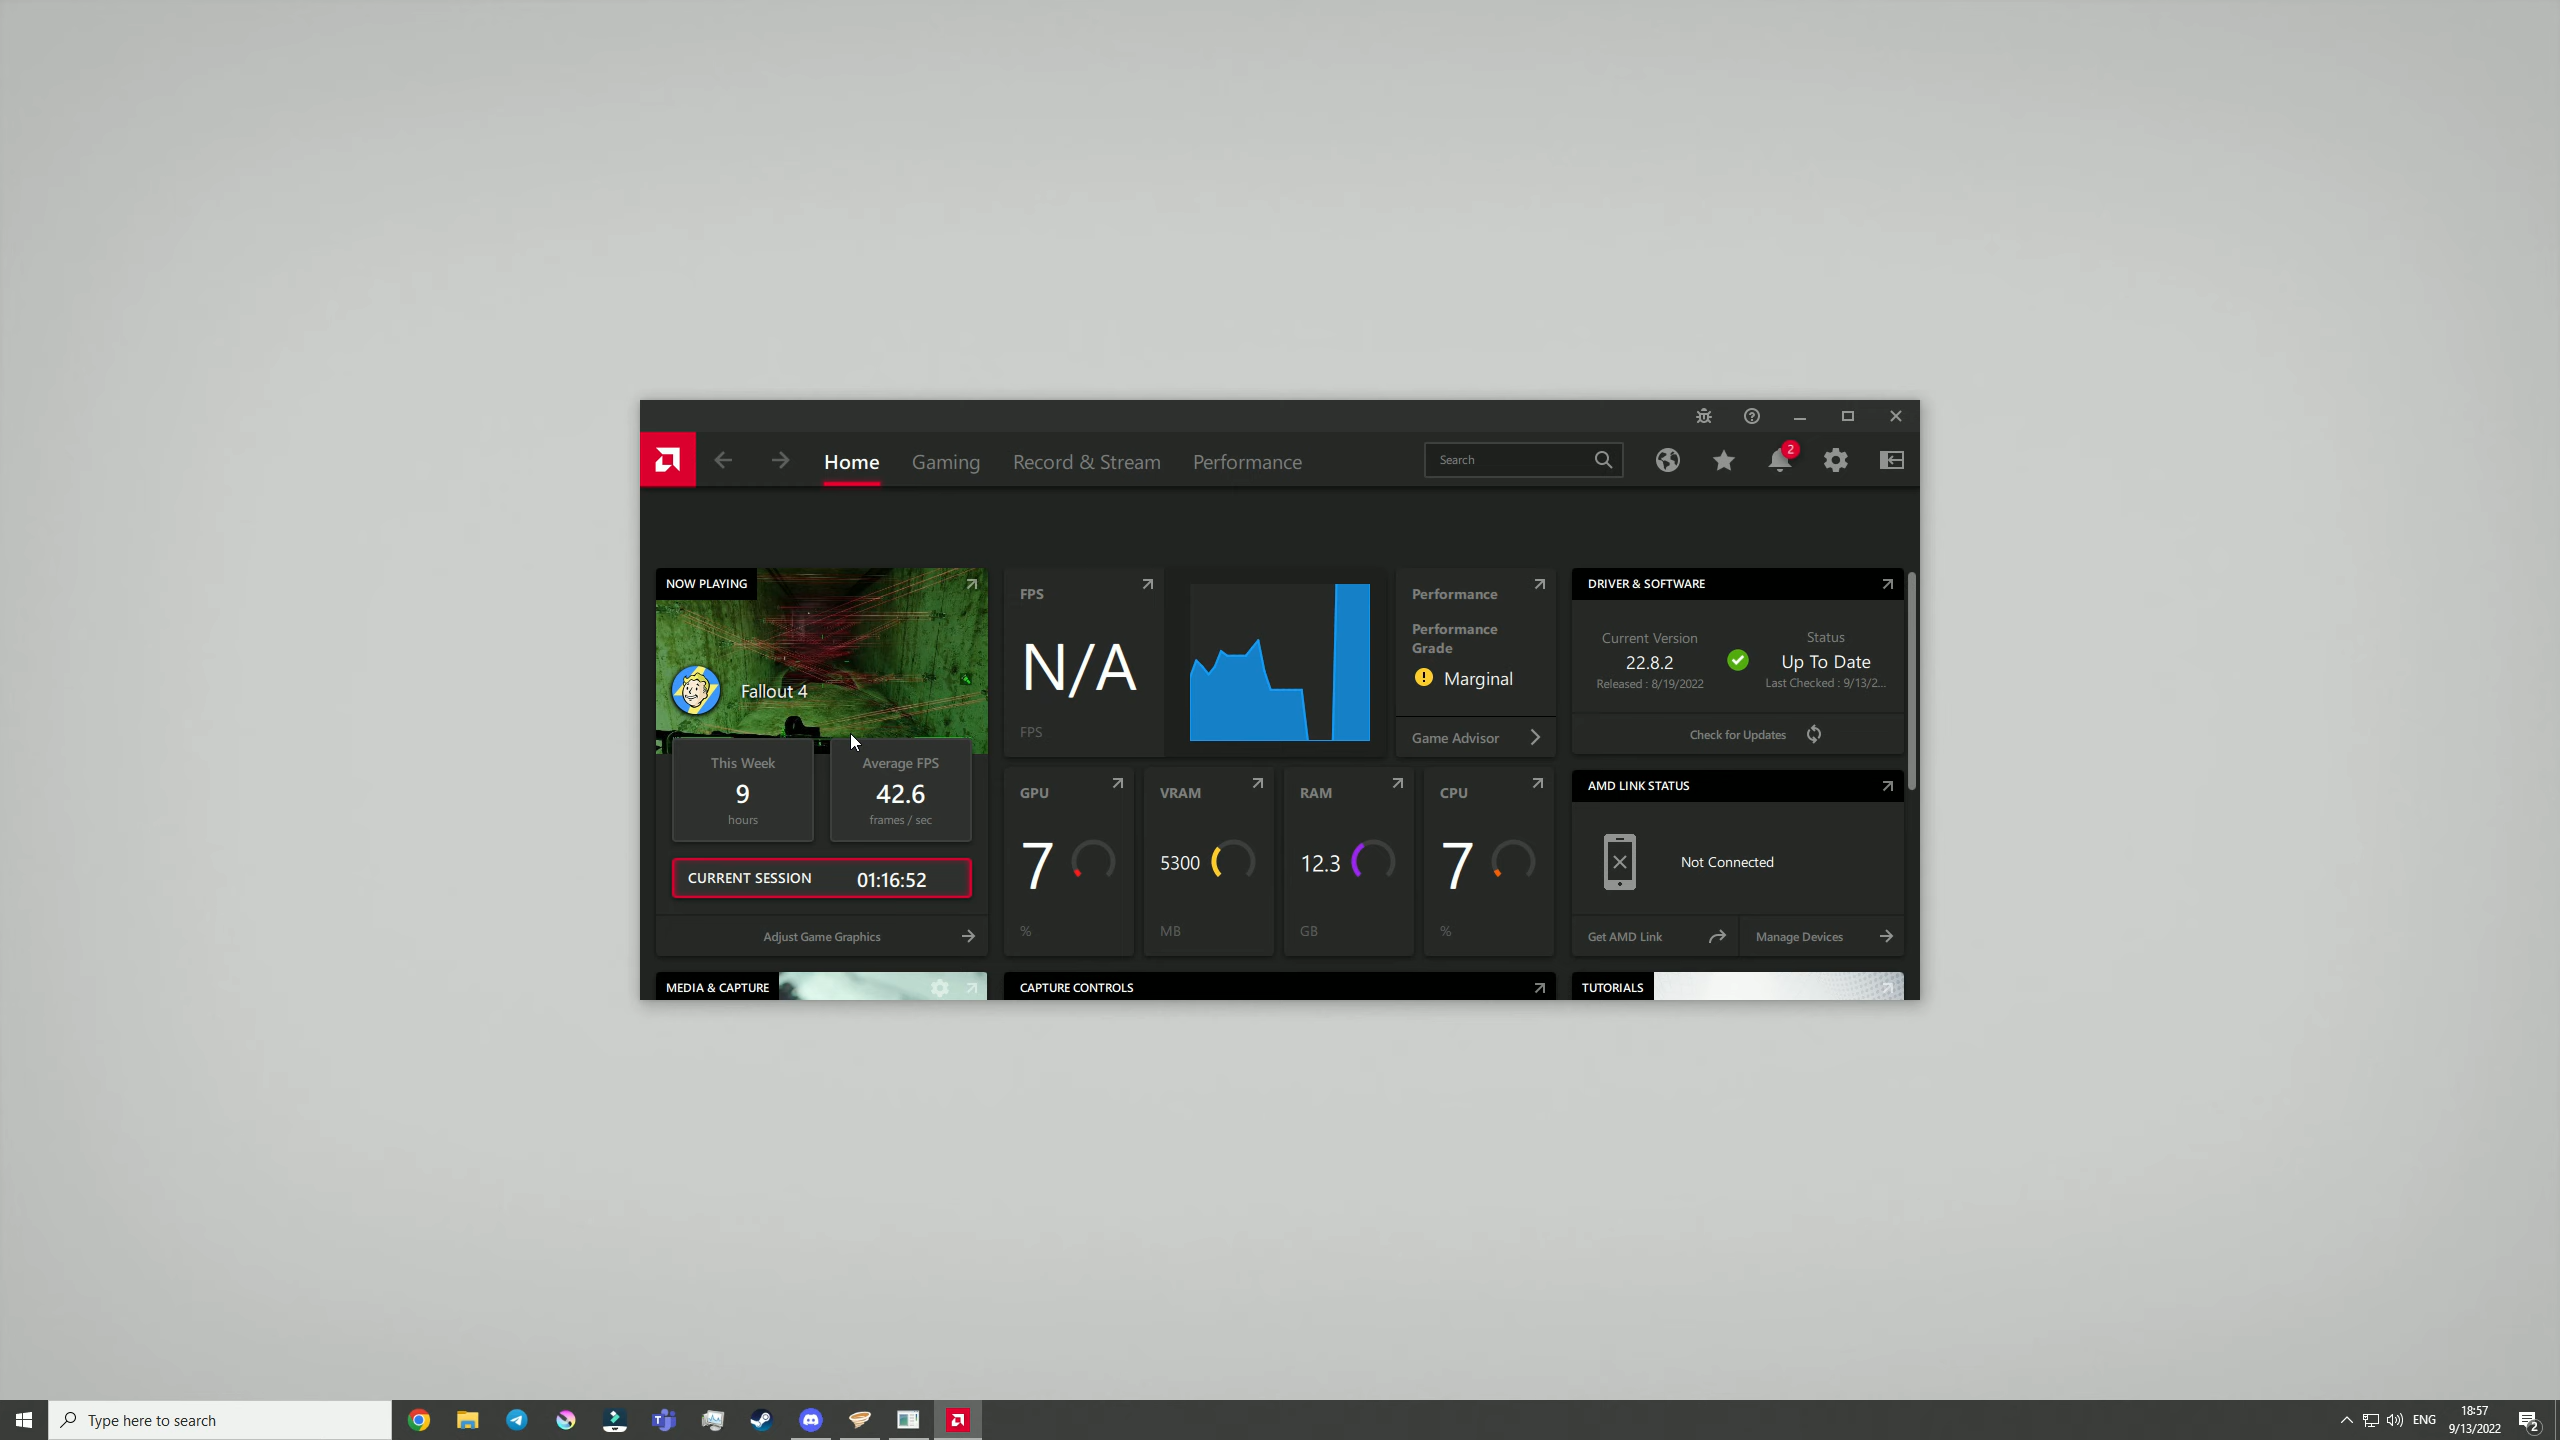 Home
Gaming
Record & Stream
Performance
Search
2
NOW PLAYING
Fallout 4
This Week
9
hours
Average FPS
42.6
frames / sec
CURRENT SESSION
01:16:52
Adjust Game Graphics
FPS
N/A
FPS
Performance
Performance
Grade
Marginal
Game Advisor
GPU
7
%
VRAM
5300
MB
RAM
12.3
GB
CPU
7
%
DRIVER & SOFTWARE
Current Version
22.8.2
Released : 8/19/2022
Status
Up To Date
Last Checked : 9/13/2...
Check for Updates
AMD LINK STATUS
Not Connected
Get AMD Link
Manage Devices
MEDIA & CAPTURE
CAPTURE CONTROLS
TUTORIALS
Type here to search
ENG
18:57
9/13/2022
2